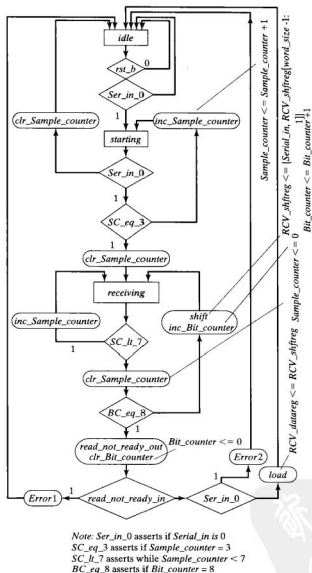 idle
rst_b
0
Ser_in_0
1
clr_Sample_counter
inc_Sample_counter
starting
Ser_in_0
1
SC_eq_3
1
clr_Sample_counter
receiving
inc_Sample_counter
shift
inc_Bit_counter
SC_lt_7
1
clr_Sample_counter
BC_eq_8
1
read_not_ready_out
clr_Bit_counter
Bit_counter <= 0
Error2
1
load
Error1
1
read_not_ready_in
Ser_in_0
Sample_counter <= Sample_counter +1
RCV_shftreg <= {Serial_in, RCV_shftreg[word_size -1:
1]]}
Bit_counter <= Bit_counter +1
Sample_counter <= 0
RCV_datareg <= RCV_shftreg
Note: Ser_in_0 asserts if Serial_in is 0
SC_eq_3 asserts if Sample_counter = 3
SC_lt_7 asserts while Sample_counter < 7
BC_eq_8 asserts if Bit_counter = 8